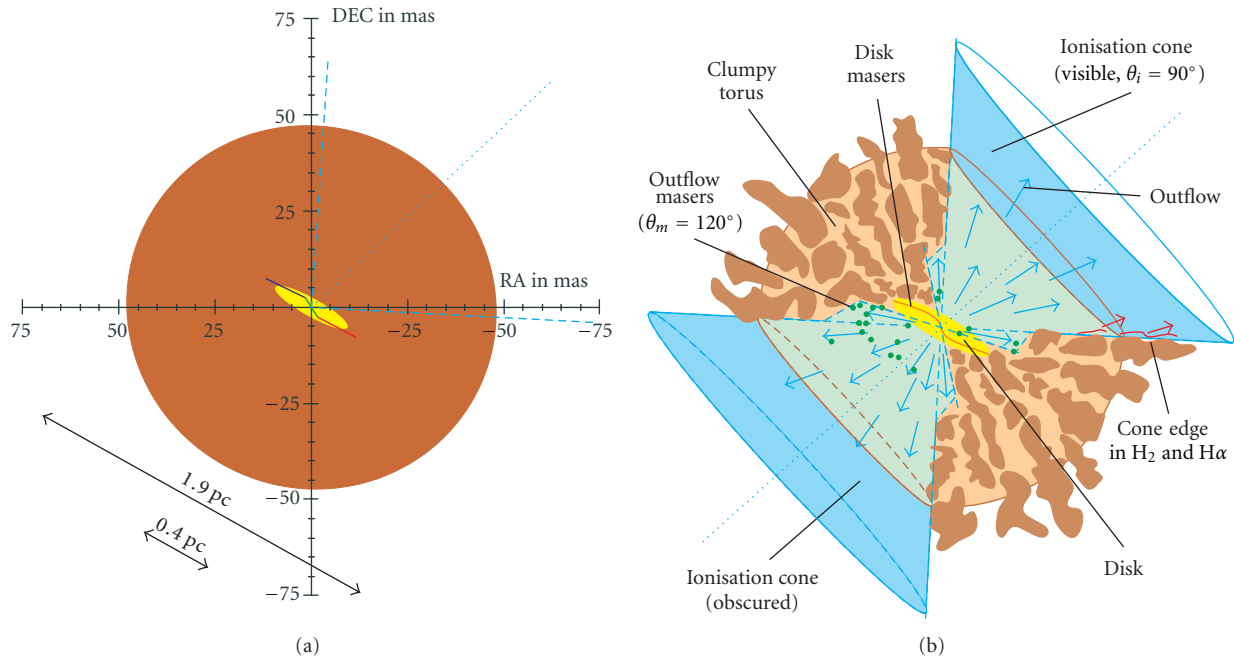 DEC in mas
75
50
25
RA in mas
75
25
−25
−50
−75
−25
−50
−75
1.9 pc
0.4 pc
(a)
Disk
masers
Ionisation cone
(visible, θi = 90°)
Clumpy
torus
Outflow
masers
(θm = 120°)
Outflow
Cone edge
in H2 and Hα
Ionisation cone
(obscured)
Disk
(b)